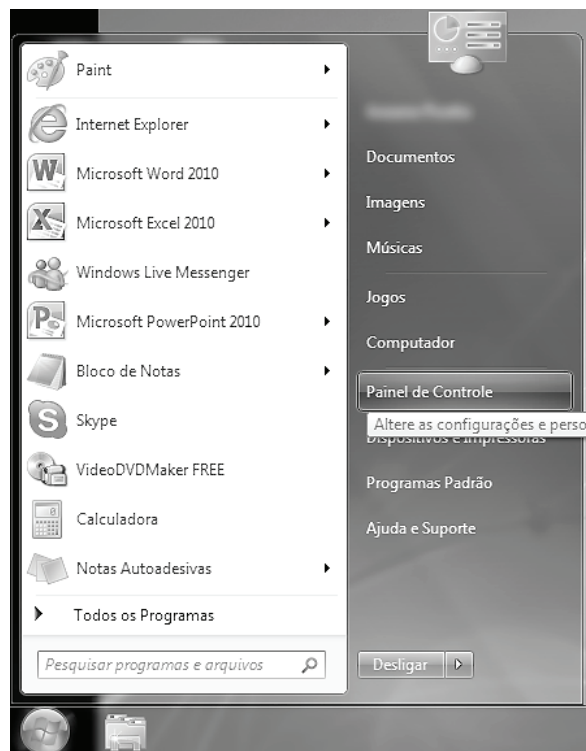 Paint
Internet Explorer
Microsoft Word 2010
Microsoft Excel 2010
Windows Live Messenger
Microsoft PowerPoint 2010
Bloco de Notas
Skype
VideoDVDMaker FREE
Calculadora
Notas Autoadesivas
Todos os Programas
Pesquisar programas e arquivos
Documentos
Imagens
Músicas
Jogos
Computador
Painel de Controle
Altere as configurações e perso
Dispositivos e Impressoras
Programas Padrão
Ajuda e Suporte
Desligar